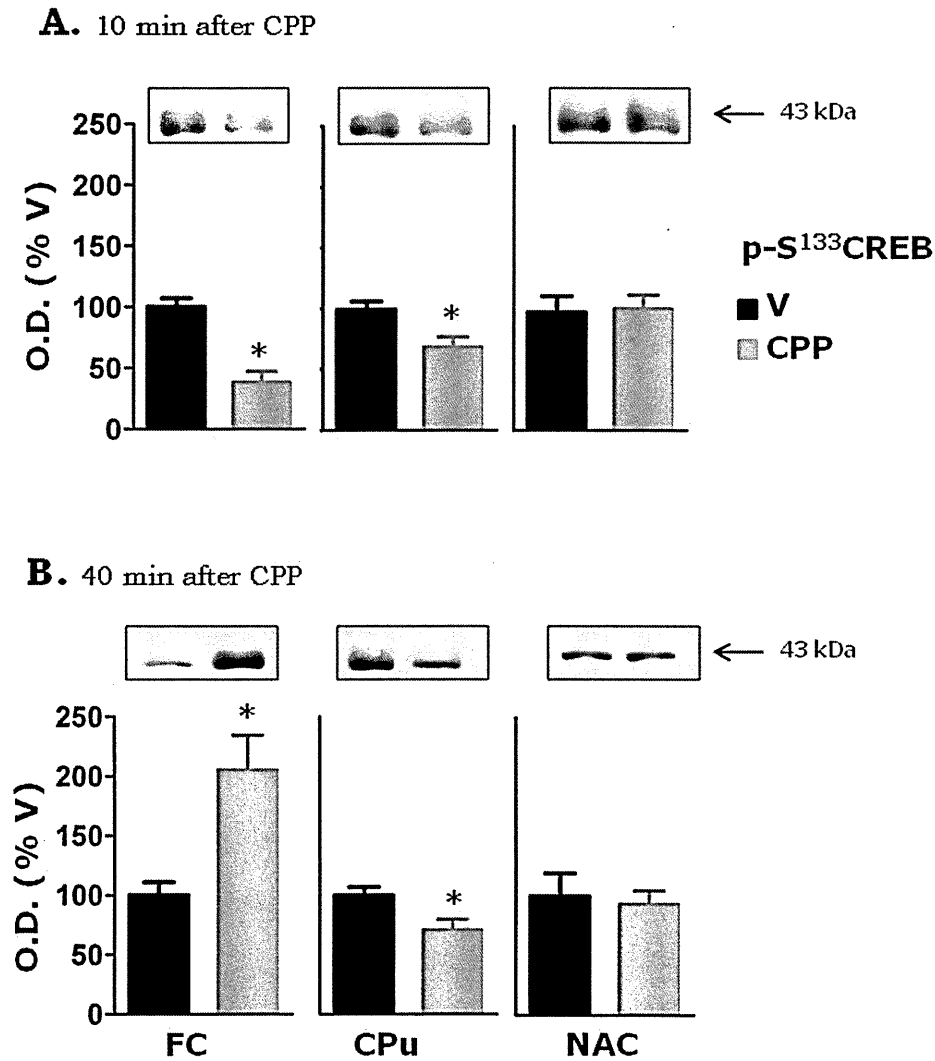 A. 10 min after CPP
43 kDa
250
200
150
100
50
0
O.D. (% V)
*
*
p-S¹³³CREB
V
CPP
B. 40 min after CPP
43 kDa
250
200
150
100
50
0
O.D. (% V)
*
*
FC CPu NAC